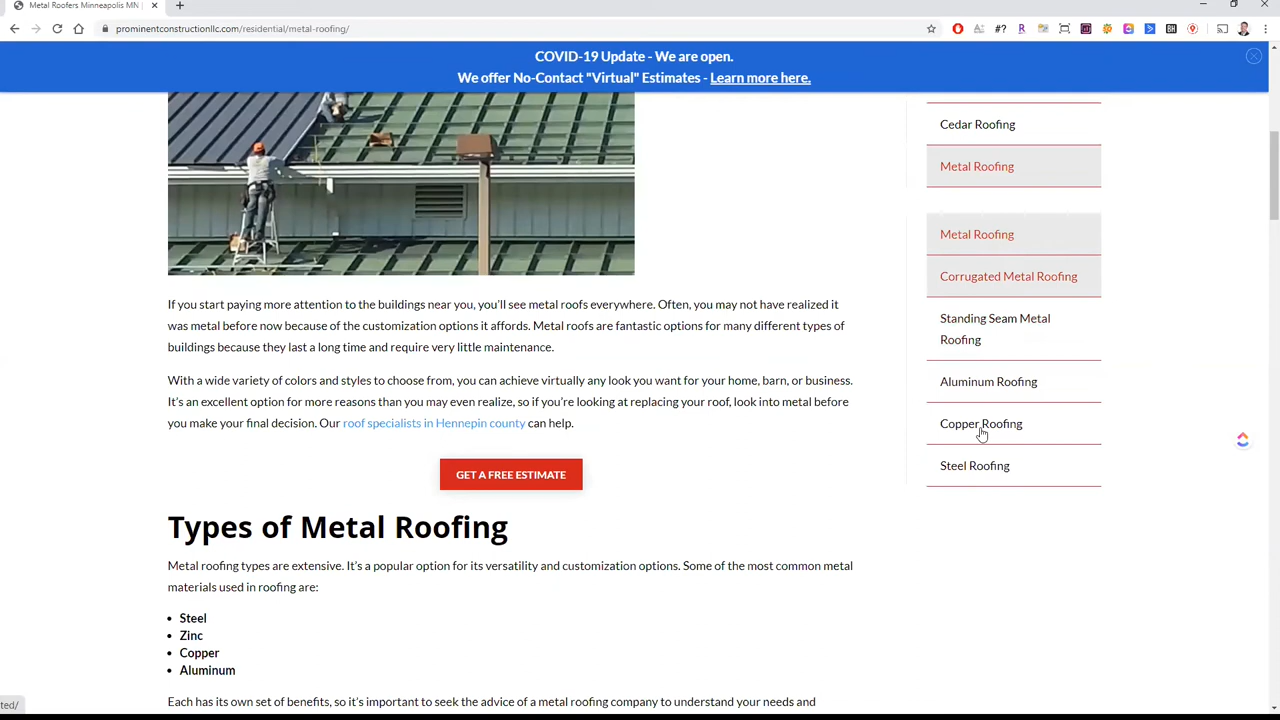 Metal Roofers Minneapolis MN
prominentconstructionllc.com/residential/metal-roofing/
COVID-19 Update - We are open.
We offer No-Contact "Virtual" Estimates - Learn more here.
Cedar Roofing
Metal Roofing
Metal Roofing
Corrugated Metal Roofing
Standing Seam Metal
Roofing
Aluminum Roofing
Copper Roofing
Steel Roofing
If you start paying more attention to the buildings near you, you'll see metal roofs everywhere. Often, you may not have realized it
was metal before now because of the customization options it affords. Metal roofs are fantastic options for many different types of
buildings because they last a long time and require very little maintenance.
With a wide variety of colors and styles to choose from, you can achieve virtually any look you want for your home, barn, or business.
It's an excellent option for more reasons than you may even realize, so if you're looking at replacing your roof, look into metal before
you make your final decision. Our roof specialists in Hennepin county can help.
GET A FREE ESTIMATE
Types of Metal Roofing
Metal roofing types are extensive. It's a popular option for its versatility and customization options. Some of the most common metal
materials used in roofing are:
• Steel
• Zinc
• Copper
• Aluminum
Each has its own set of benefits, so it's important to seek the advice of a metal roofing company to understand your needs and
ted/